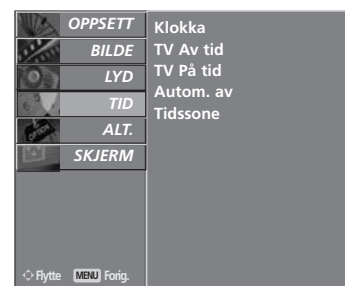 OPPSETT
BILDE
LYD
TID
ALT.
SKJERM
Klokka
TV Av tid
TV På tid
Autom. av
Tidssone
Flytte MENU Forig.